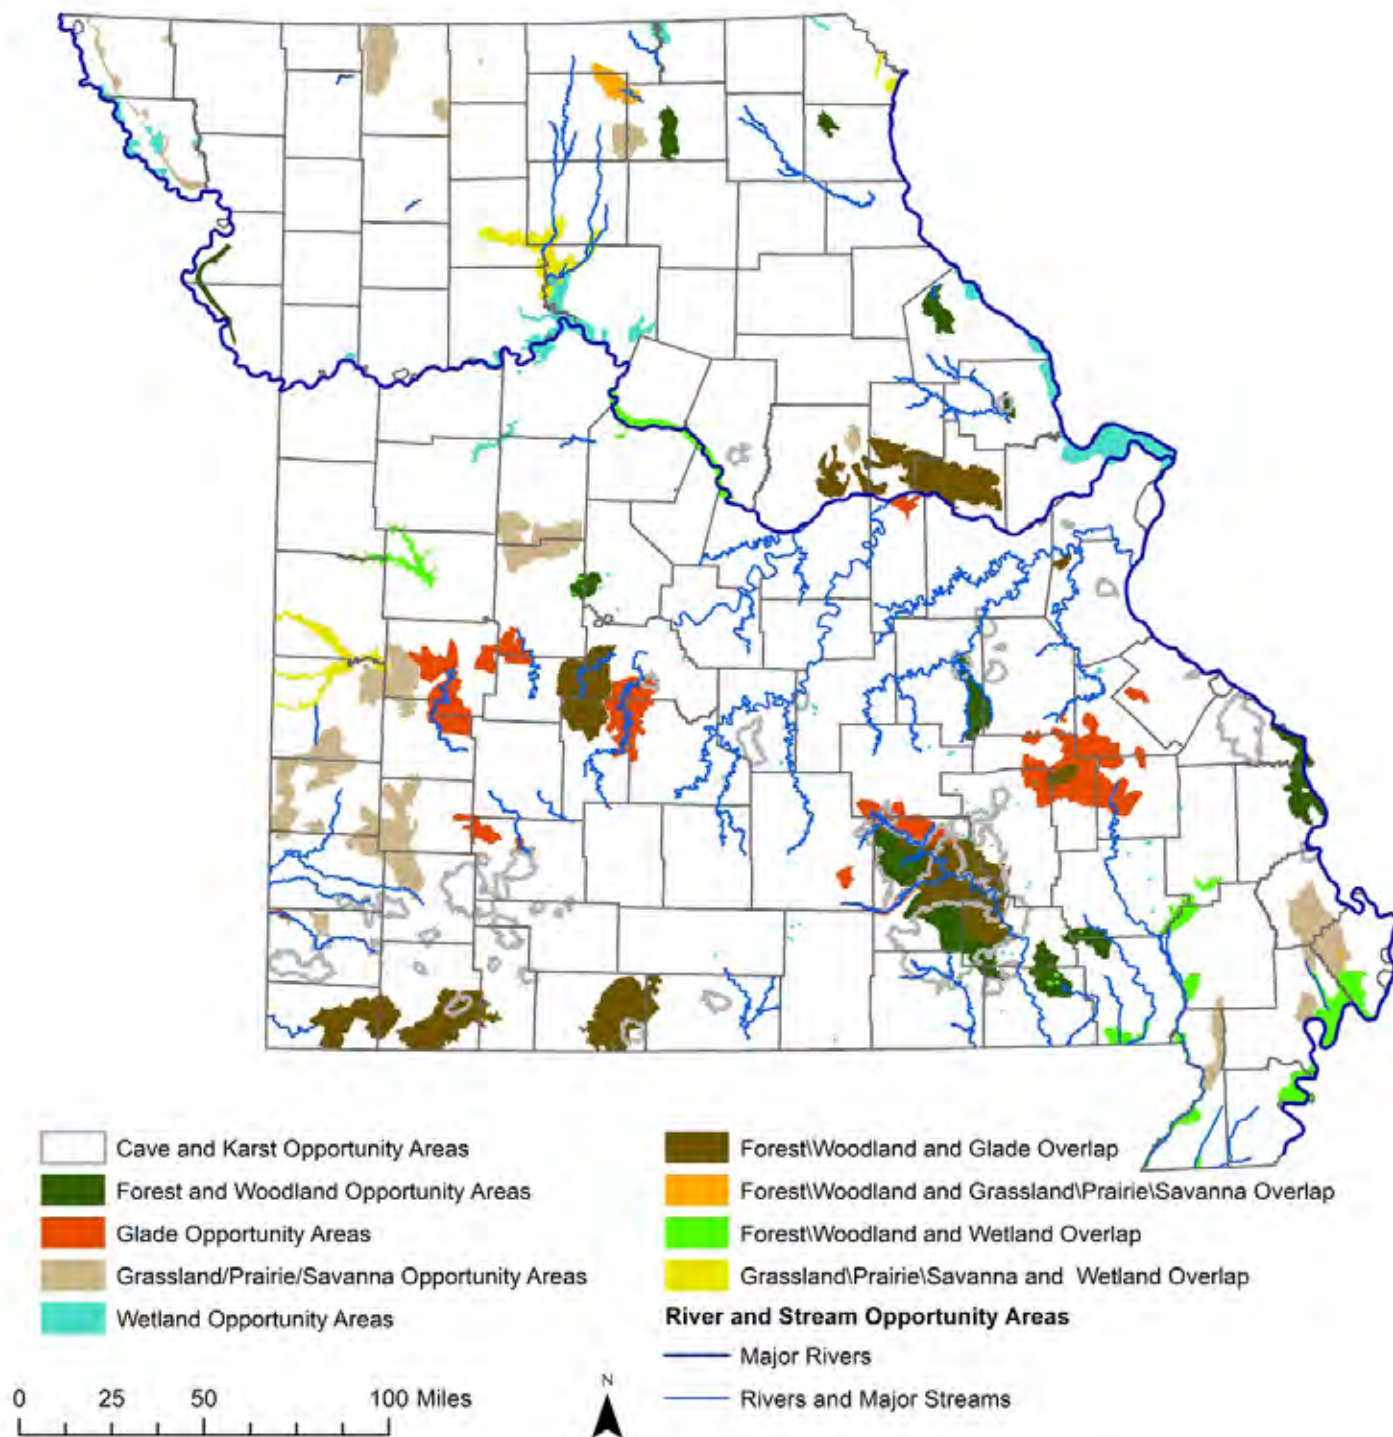 Cave and Karst Opportunity Areas
Forest and Woodland Opportunity Areas
Glade Opportunity Areas
Grassland/Prairie/Savanna Opportunity Areas
Wetland Opportunity Areas
Forest\Woodland and Glade Overlap
Forest\Woodland and Grassland\Prairie\Savanna Overlap
Forest\Woodland and Wetland Overlap
Grassland\Prairie\Savanna and Wetland Overlap
River and Stream Opportunity Areas
Major Rivers
Rivers and Major Streams
0 25 50 100 Miles
N